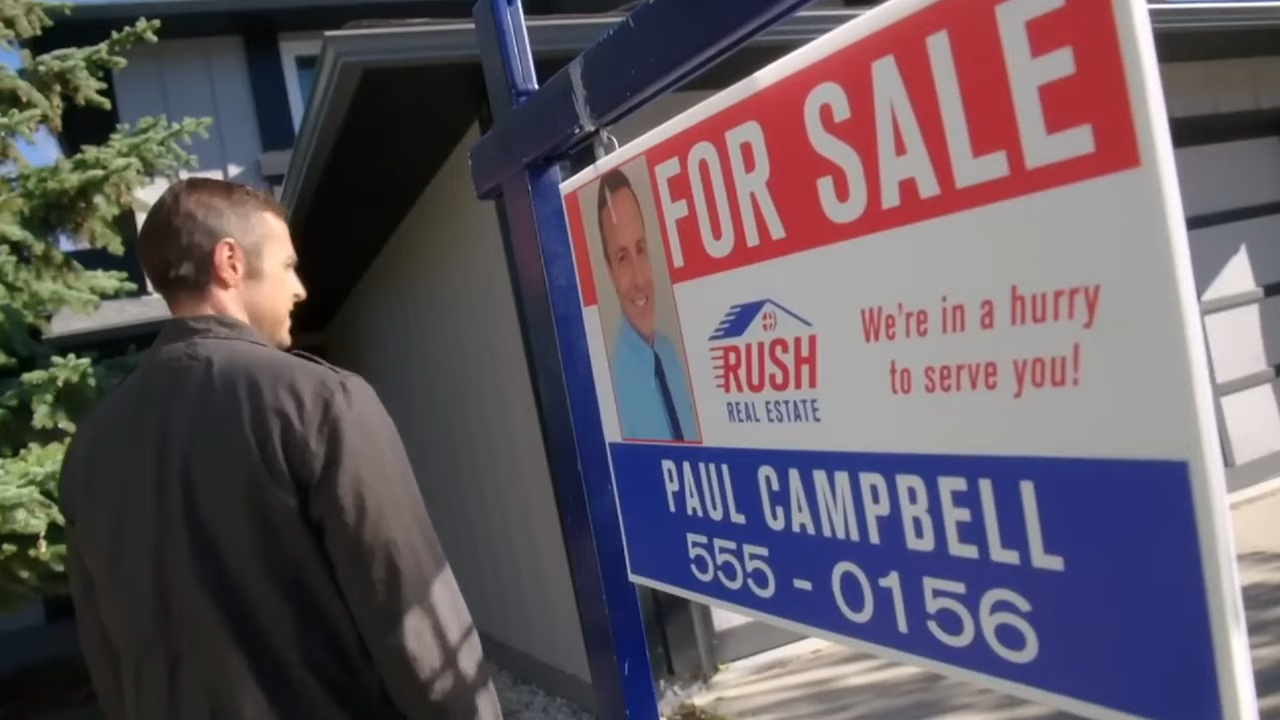 FOR SALE
RUSH
REAL ESTATE
We're in a hurry
to serve you!
PAUL CAMPBELL
555 - 0156